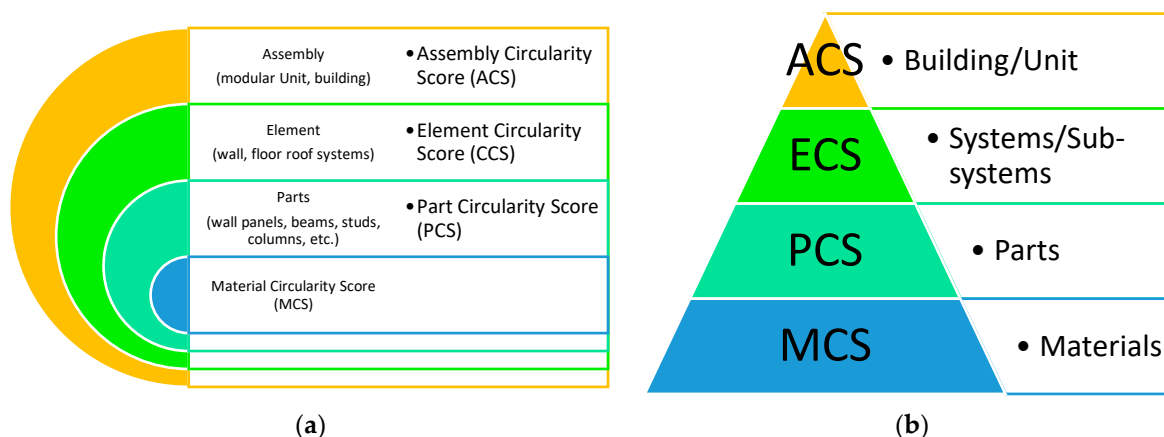 Assembly
(modular Unit, building)
•Assembly Circularity
Score (ACS)
Element
(wall, floor roof systems)
•Element Circularity
Score (CCS)
Parts
(wall panels, beams, studs,
columns, etc.)
•Part Circularity Score
(PCS)
Material Circularity Score
(MCS)
(a)
ACS
• Building/Unit
ECS
• Systems/Sub-
systems
PCS
• Parts
MCS
• Materials
(b)